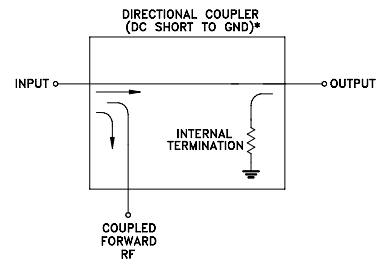 DIRECTIONAL COUPLER
(DC SHORT TO GND)*
INPUT
OUTPUT
INTERNAL
TERMINATION
COUPLED
FORWARD
RF